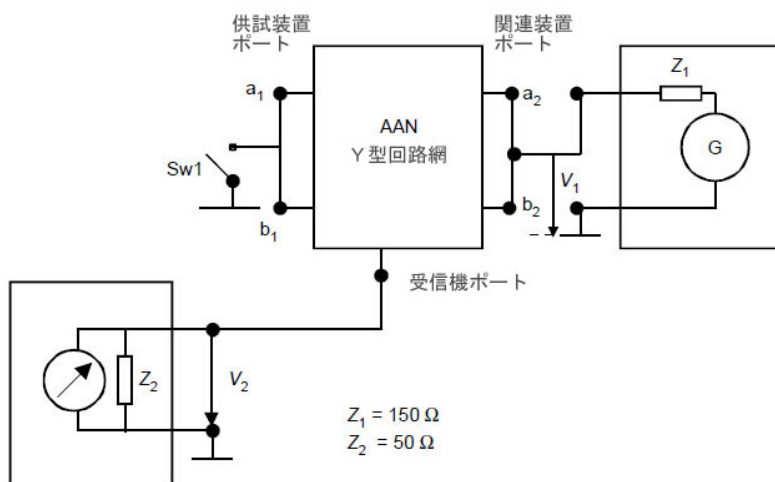 供試装置
ポート
関連装置
ポート
a1
a2
Z1
AAN
Y型回路網
G
Sw1
V1
b1
b2
受信機ポート
Z2
V2
Z1 = 150 Ω
Z2 = 50 Ω